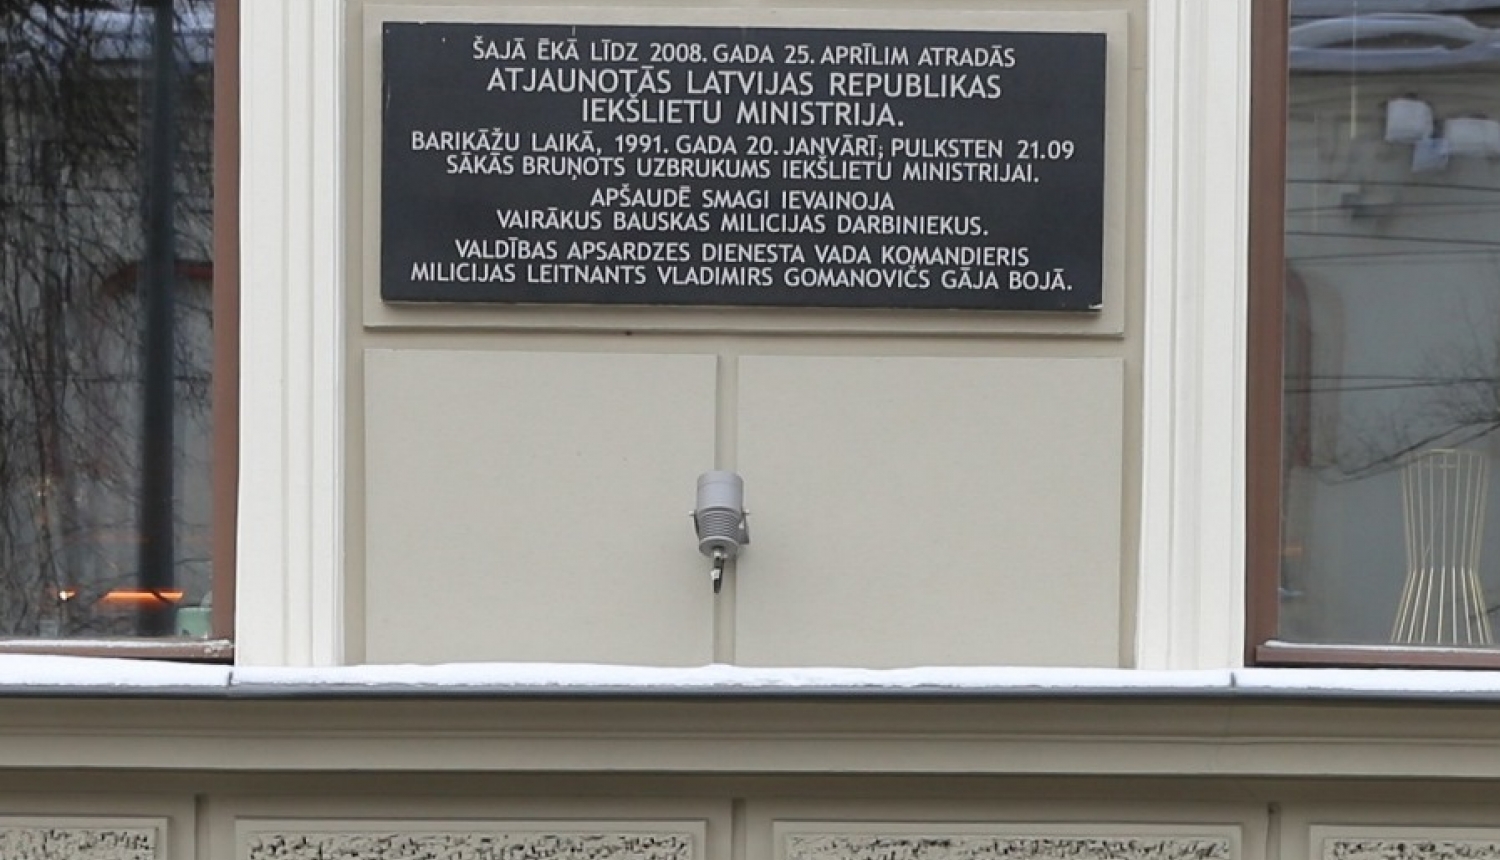 ŠAJĀ ĒKĀ LĪDZ 2008. GADA 25. APRĪLIM ATRADĀS
ATJAUNOTĀS LATVIJAS REPUBLIKAS
IEKŠLIETU MINISTRIJA.
BARIKĀŽU LAIKĀ, 1991. GADA 20. JANVĀRĪ, PULKSTEN 21.09
SĀKĀS BRUŅOTS UZBRUKUMS IEKŠLIETU MINISTRIJAI.
APŠAUDĒ SMAGI IEVAINOJA
VAIRĀKUS BAUSKAS MILICIJAS DARBINIEKUS.
VALDĪBAS APSARDZES DIENESTA VADA KOMANDIERIS
MILICIJAS LEITNANTS VLADIMIRS GOMANOVIČS GĀJA BOJĀ.